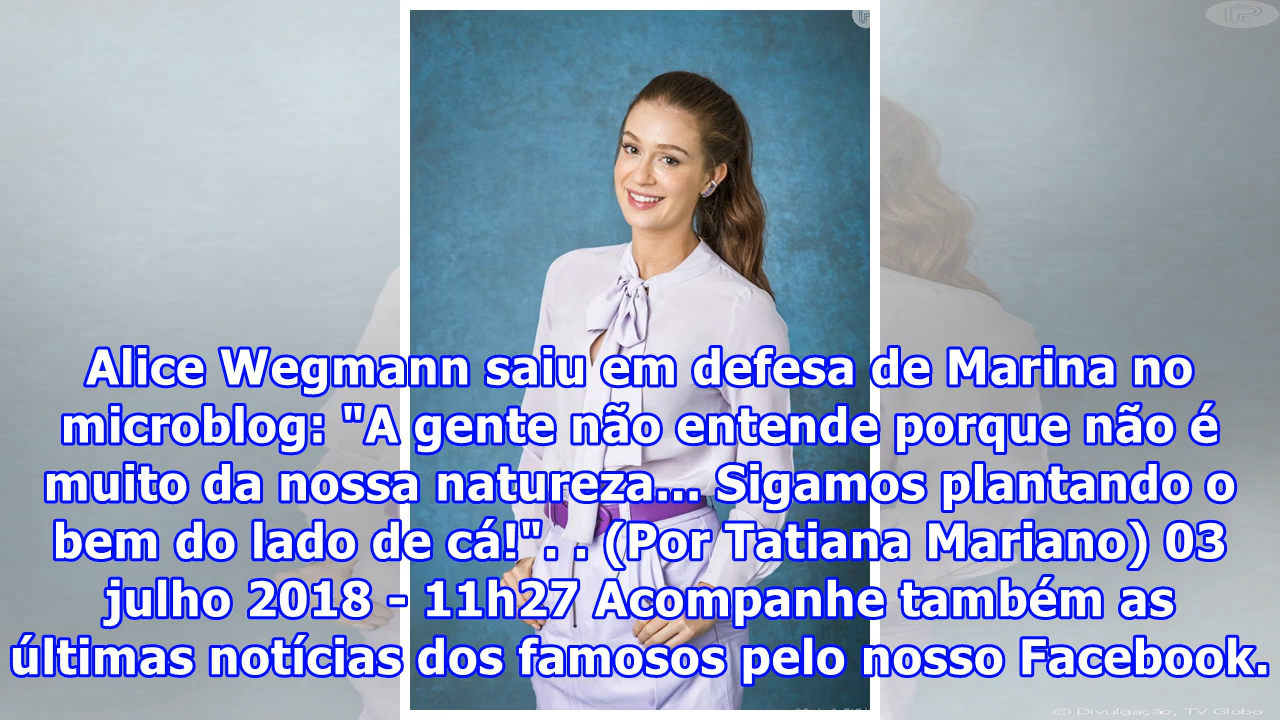 Alice Wegmann saiu em defesa de Marina no
microblog: "A gente não entende porque não é
muito da nossa natureza... Sigamos plantando o
bem do lado de cá!". . (Por Tatiana Mariano) 03
julho 2018 - 11h27 Acompanhe também as
últimas notícias dos famosos pelo nosso Facebook.
© Divulgação, TV Globo